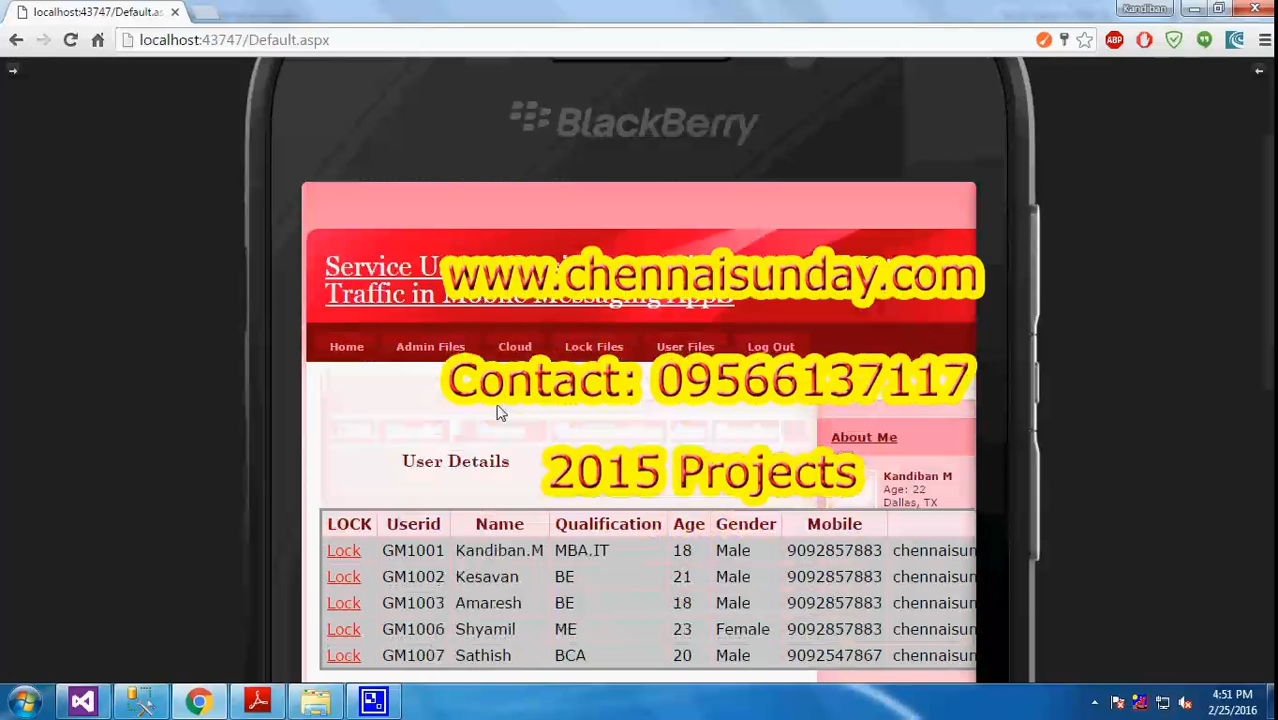 localhost:43747/Default.as
Kandiban
localhost:43747/Default.aspx
ABP
BlackBerry
www.chennaisunday.com
Service U
Traffic in Mobile Messaging Apps
Home Admin Files Cloud Lock Files User Files Log Out
Contact: 09566137117
About Me
User Details
2015 Projects
Kandiban M
Age: 22
Dallas, TX
LOCK Userid Name Qualification Age Gender Mobile
Lock GM1001 Kandiban.M MBA.IT 18 Male 9092857883 chennaisun
Lock GM1002 Kesavan BE 21 Male 9092857883 chennaisun
Lock GM1003 Amaresh BE 18 Male 9092857883 chennaisun
Lock GM1006 Shyamil ME 23 Female 9092857883 chennaisun
Lock GM1007 Sathish BCA 20 Male 9092547867 chennaisun
4:51 PM
2/25/2016